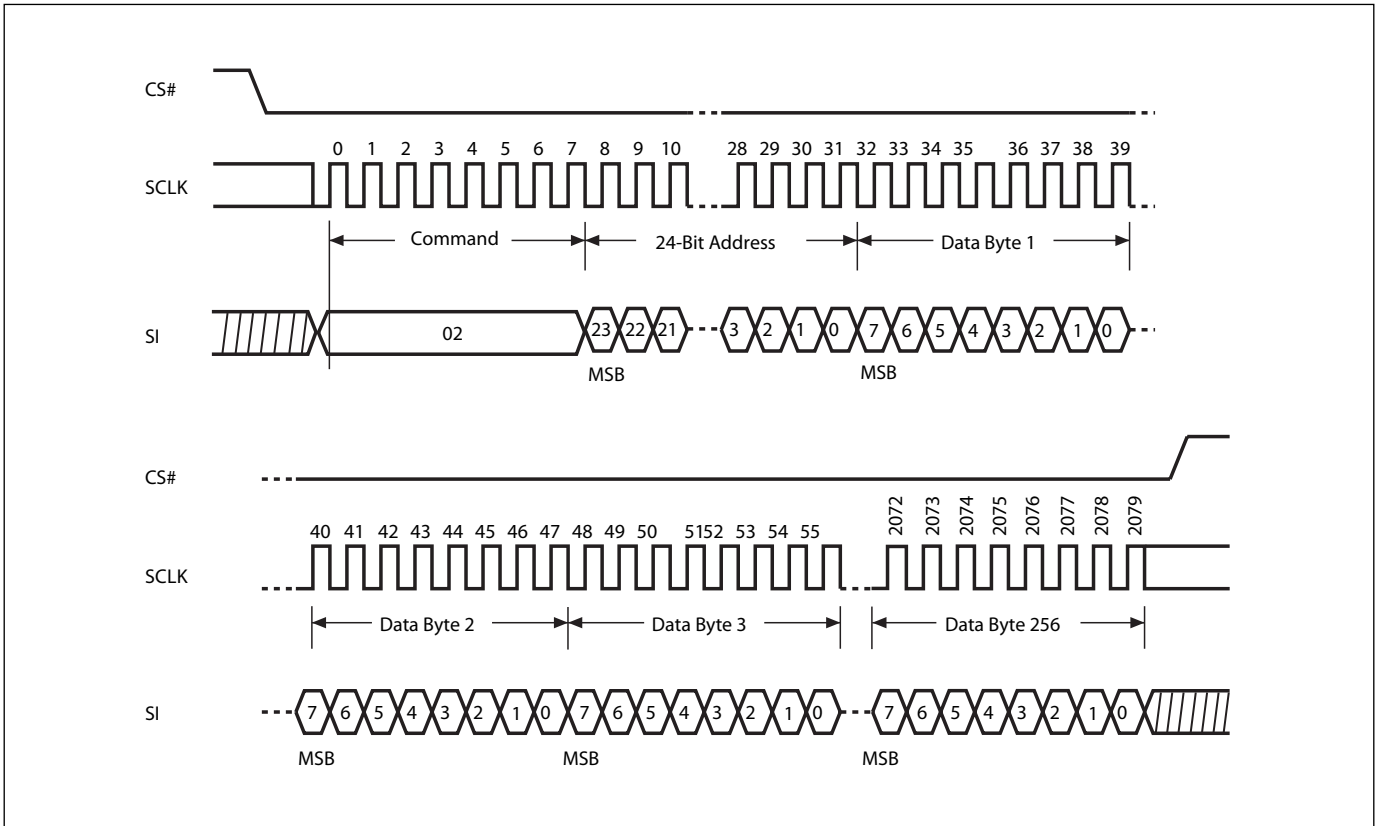 CS#
0 1 2 3 4 5 6 7 8 9 10 28 29 30 31 32 33 34 35 36 37 38 39
SCLK
Command 24-Bit Address Data Byte 1
SI 02 23 22 21 3 2 1 0 7 6 5 4 3 2 1 0
MSB MSB
CS#
2072 2073 2074 2075 2076 2077 2078 2079
40 41 42 43 44 45 46 47 48 49 50 51 52 53 54 55
SCLK
Data Byte 2 Data Byte 3 Data Byte 256
SI 7 6 5 4 3 2 1 0 7 6 5 4 3 2 1 0 7 6 5 4 3 2 1 0
MSB MSB MSB